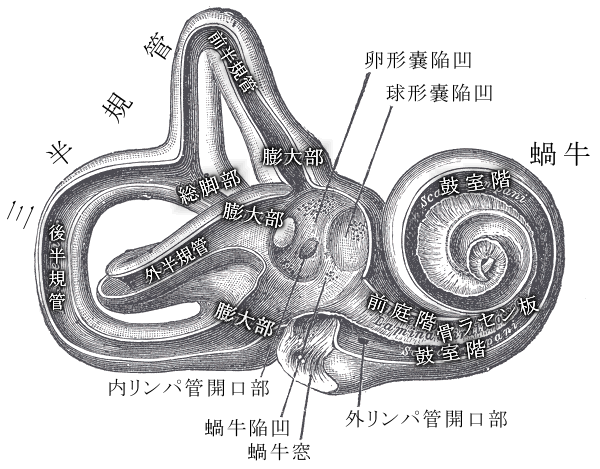 三半規管
前半規管
卵形嚢陥凹
球形嚢陥凹
蝸牛
膨大部
鼓室階
総脚部
膨大部
後半規管
外半規管
膨大部
前庭階
骨ラセン板
鼓室階
内リンパ管開口部
外リンパ管開口部
蝸牛陥凹
蝸牛窓